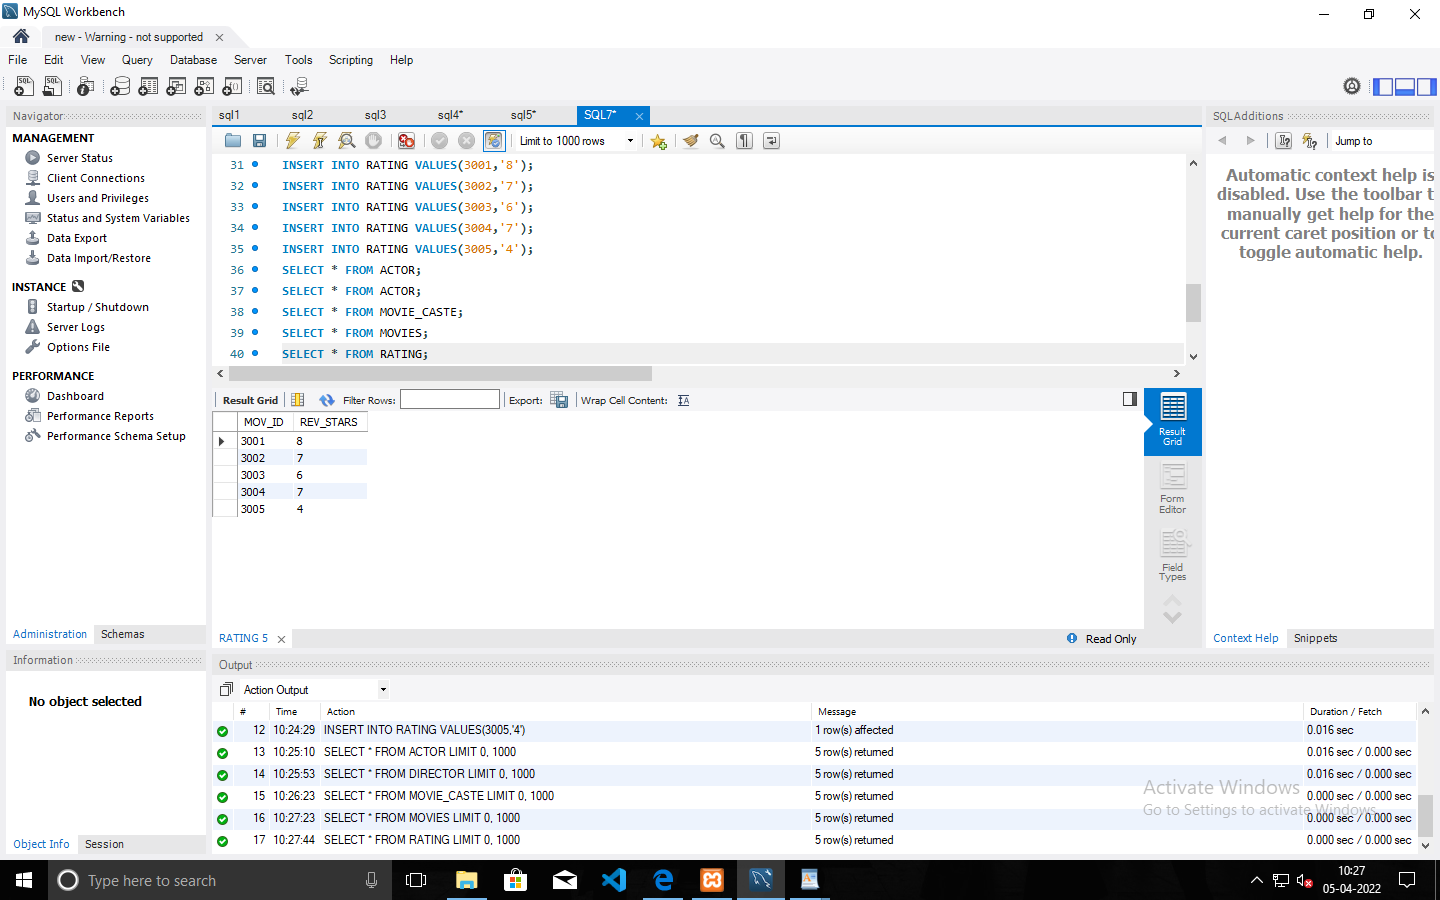 MySQL Workbench
new - Warning - not supported
File Edit View Query Database Server Tools Scripting Help
Navigator
MANAGEMENT
Server Status
Client Connections
Users and Privileges
Status and System Variables
Data Export
Data Import/Restore
INSTANCE
Startup / Shutdown
Server Logs
Options File
PERFORMANCE
Dashboard
Performance Reports
Performance Schema Setup
Administration Schemas
Information
No object selected
Object Info Session
sql1 sql2 sql3 sql4* sql5* SQL7*
Limit to 1000 rows
31 INSERT INTO RATING VALUES(3001,'8');
32 INSERT INTO RATING VALUES(3002,'7');
33 INSERT INTO RATING VALUES(3003,'6');
34 INSERT INTO RATING VALUES(3004,'7');
35 INSERT INTO RATING VALUES(3005,'4');
36 SELECT * FROM ACTOR;
37 SELECT * FROM ACTOR;
38 SELECT * FROM MOVIE_CASTE;
39 SELECT * FROM MOVIES;
40 SELECT * FROM RATING;
Result Grid Filter Rows: Export: Wrap Cell Content:
MOV_ID REV_STARS
3001 8
3002 7
3003 6
3004 7
3005 4
Result
Grid
Form
Editor
Field
Types
RATING 5 Read Only
SQLAdditions
Jump to
Automatic context help is
disabled. Use the toolbar t
manually get help for the
current caret position or to
toggle automatic help.
Context Help Snippets
Output
Action Output
# Time Action Message Duration / Fetch
12 10:24:29 INSERT INTO RATING VALUES(3005,'4') 1 row(s) affected 0.016 sec
13 10:25:10 SELECT * FROM ACTOR LIMIT 0, 1000 5 row(s) returned 0.016 sec / 0.000 sec
14 10:25:53 SELECT * FROM DIRECTOR LIMIT 0, 1000 5 row(s) returned 0.016 sec / 0.000 sec
15 10:26:23 SELECT * FROM MOVIE_CASTE LIMIT 0, 1000 5 row(s) returned 0.000 sec / 0.000 sec
16 10:27:23 SELECT * FROM MOVIES LIMIT 0, 1000 5 row(s) returned 0.000 sec / 0.000 sec
17 10:27:44 SELECT * FROM RATING LIMIT 0, 1000 5 row(s) returned 0.000 sec / 0.000 sec
Activate Windows
Go to Settings to activate Windows.
Type here to search
10:27
05-04-2022